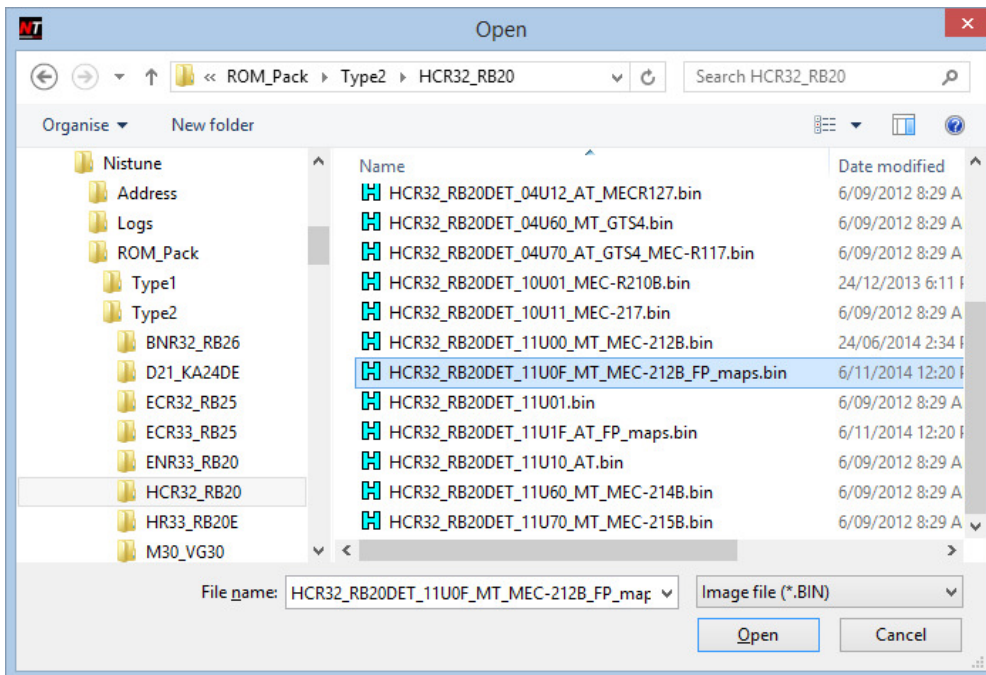 NT Open
« ROM_Pack Type2 HCR32_RB20 Search HCR32_RB20
Organise New folder
Nistune
Address
Logs
ROM_Pack
Type1
Type2
BNR32_RB26
D21_KA24DE
ECR32_RB25
ECR33_RB25
ENR33_RB20
HCR32_RB20
HR33_RB20E
M30_VG30
Name Date modified
HCR32_RB20DET_04U12_AT_MECR127.bin 6/09/2012 8:29 A
HCR32_RB20DET_04U60_MT_GTS4.bin 6/09/2012 8:29 A
HCR32_RB20DET_04U70_AT_GTS4_MEC-R117.bin 6/09/2012 8:29 A
HCR32_RB20DET_10U01_MEC-R210B.bin 24/12/2013 6:11 P
HCR32_RB20DET_10U11_MEC-217.bin 6/09/2012 8:29 A
HCR32_RB20DET_11U00_MT_MEC-212B.bin 24/06/2014 2:34 P
HCR32_RB20DET_11U0F_MT_MEC-212B_FP_maps.bin 6/11/2014 12:20 P
HCR32_RB20DET_11U01.bin 6/09/2012 8:29 A
HCR32_RB20DET_11U1F_AT_FP_maps.bin 6/11/2014 12:20 P
HCR32_RB20DET_11U10_AT.bin 6/09/2012 8:29 A
HCR32_RB20DET_11U60_MT_MEC-214B.bin 6/09/2012 8:29 A
HCR32_RB20DET_11U70_MT_MEC-215B.bin 6/09/2012 8:29 A
File name: HCR32_RB20DET_11U0F_MT_MEC-212B_FP_map Image file (*.BIN)
Open Cancel